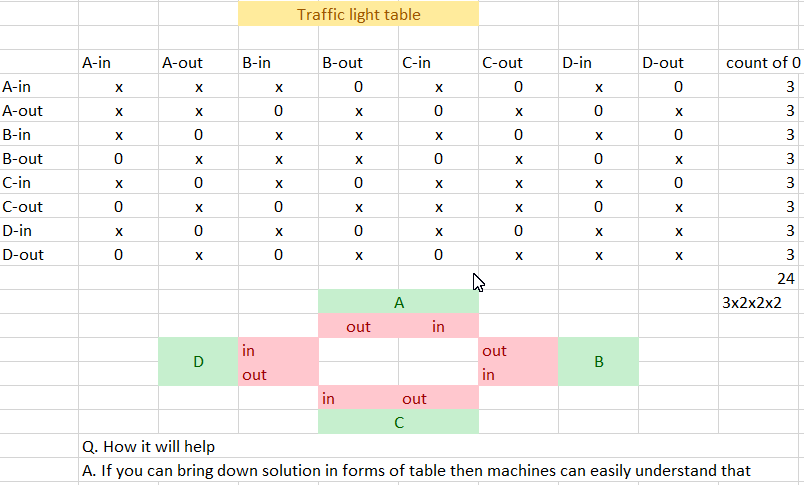 Traffic light table
A-in A-out B-in B-out C-in C-out D-in D-out count of 0
A-in x x x 0 x 0 x 0 3
A-out x x 0 x 0 x 0 x 3
B-in x 0 x x x 0 x 0 3
B-out 0 x x x 0 x 0 x 3
C-in x 0 x 0 x x x 0 3
C-out 0 x 0 x x x 0 x 3
D-in x 0 x 0 x 0 x x 3
D-out 0 x 0 x 0 x x x 3
24
A 3x2x2x2
out in
in out
D B
out in
in out
C
Q. How it will help
A. If you can bring down solution in forms of table then machines can easily understand that